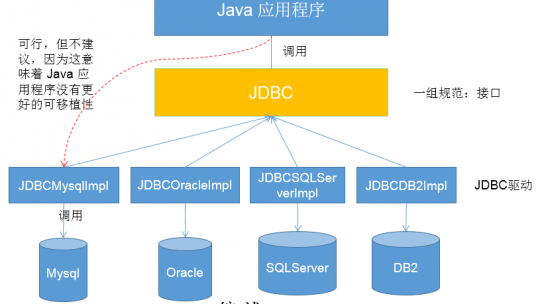 Java 应用程序
可行，但不建
议，因为这意
味着 Java 应
用程序没有更
好的可移植性
调用
JDBC
一组规范：接口
JDBCMysqlImpl
JDBCOracleImpl
JDBCSQLSer
verImpl
JDBCDB2Impl
JDBC驱动
调用
Mysql
Oracle
SQLServer
DB2